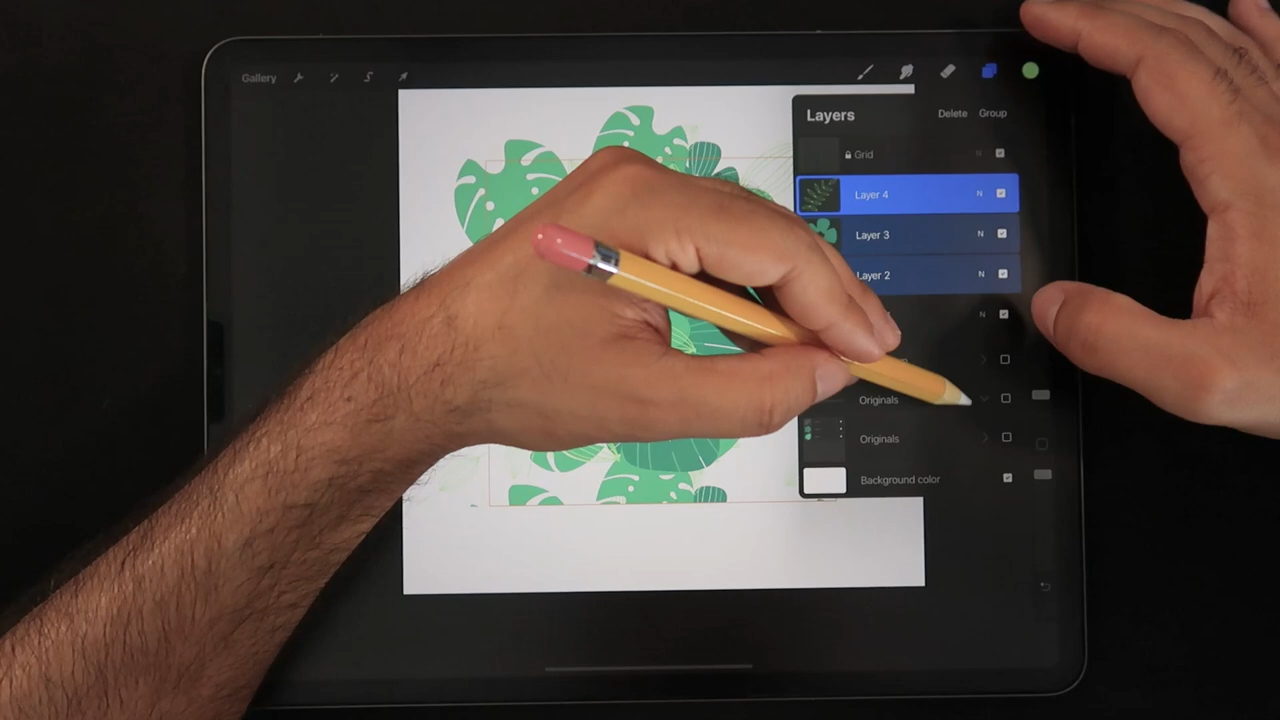 Gallery
Layers Delete Group
Grid N
Layer 4 N
Layer 3 N
Layer 2 N
N
Originals
Originals
Background color